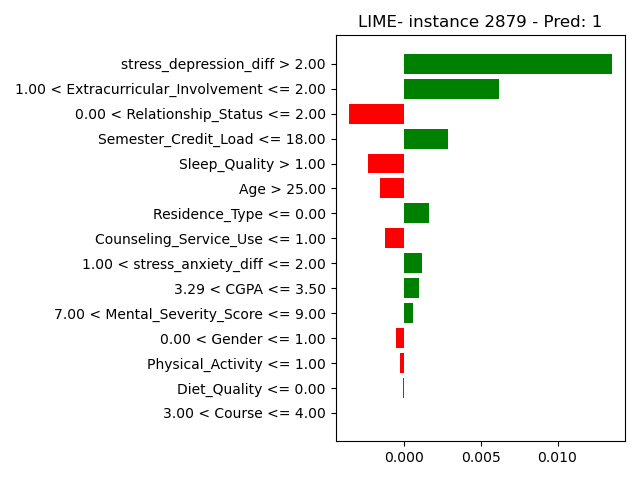 LIME- instance 2879 - Pred: 1
stress_depression_diff > 2.00
1.00 < Extracurricular_Involvement <= 2.00
0.00 < Relationship_Status <= 2.00
Semester_Credit_Load <= 18.00
Sleep_Quality > 1.00
Age > 25.00
Residence_Type <= 0.00
Counseling_Service_Use <= 1.00
1.00 < stress_anxiety_diff <= 2.00
3.29 < CGPA <= 3.50
7.00 < Mental_Severity_Score <= 9.00
0.00 < Gender <= 1.00
Physical_Activity <= 1.00
Diet_Quality <= 0.00
3.00 < Course <= 4.00
0.000 0.005 0.010